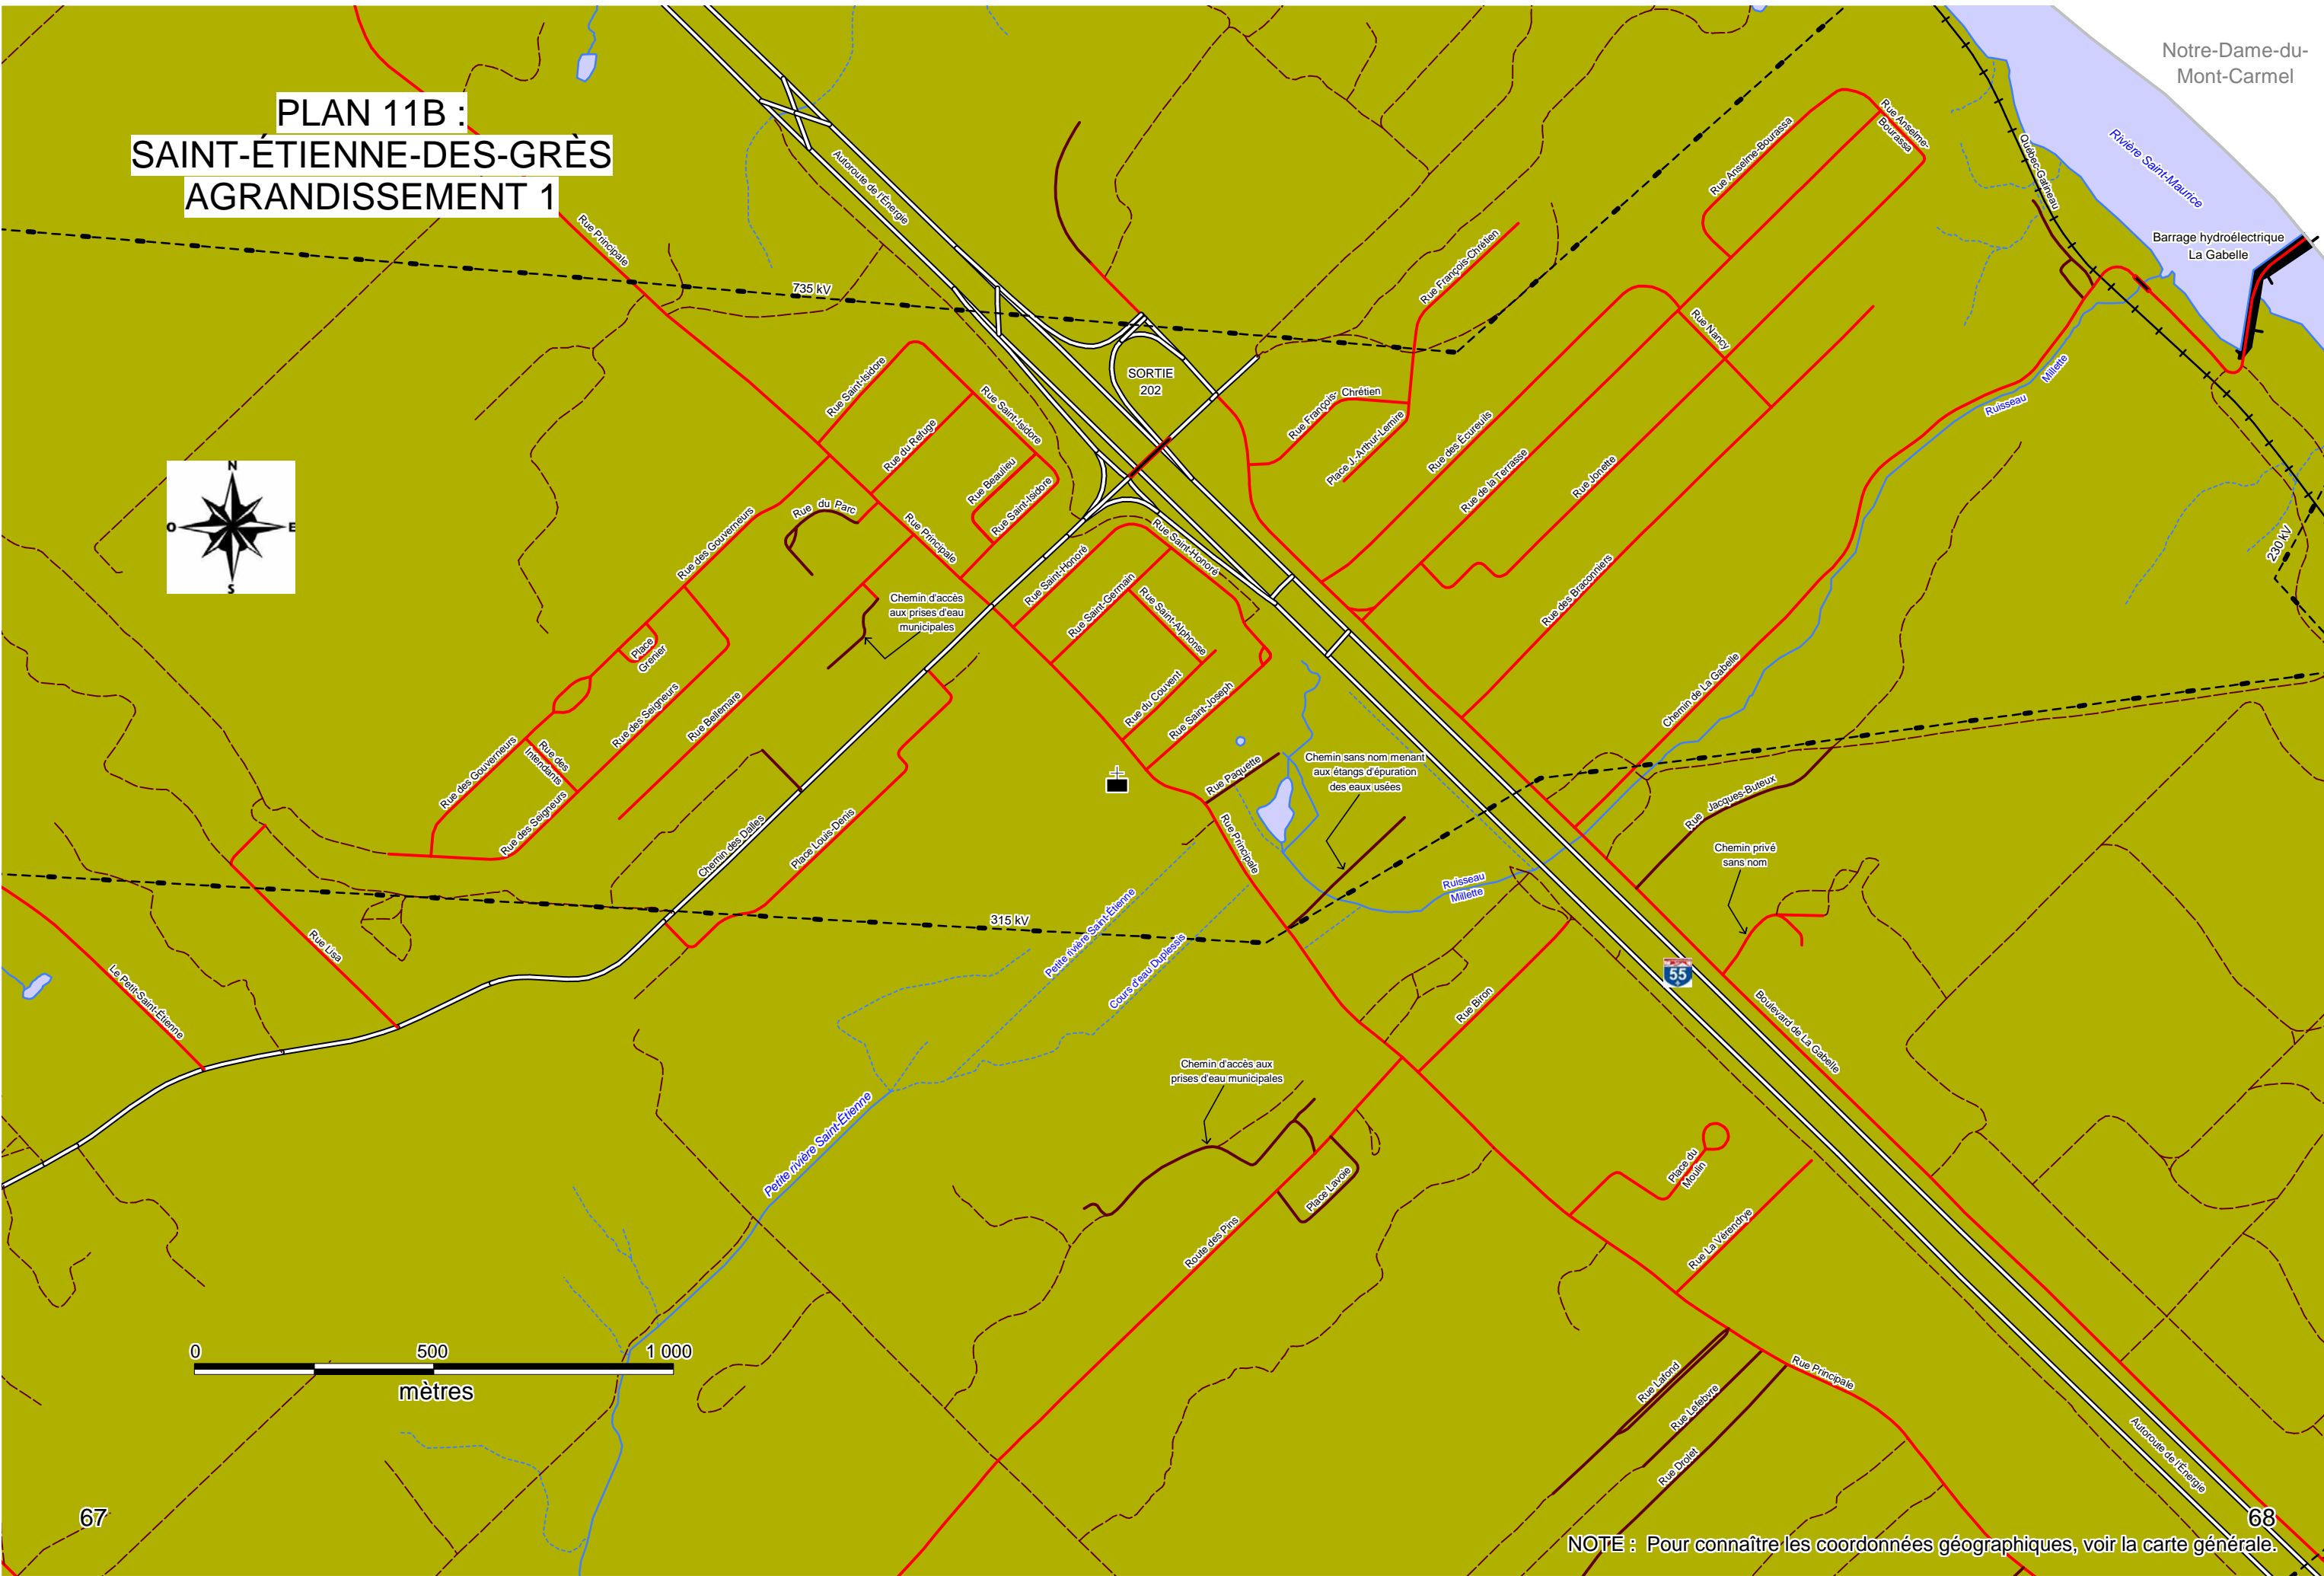 Notre-Dame-du-
Mont-Carmel
PLAN 11B :
SAINT-ÉTIENNE-DES-GRÈS
AGRANDISSEMENT 1
Rivière Saint-Maurice
Québec-Gatineau
Barrage hydroélectrique
La Gabelle
Rue Anselme-
Bourassa
Rue Anselme-Bourassa
Autoroute de l'Énergie
Rue Principale
735 kV
Rue François-Chrétien
Rue Nancy
SORTIE
202
Rue François-
Chrétien
Place J.-Arthur-Lemire
Rue des Écureuils
Rue de la Terrasse
Rue Jonette
Rue des Braconniers
Ruisseau
Millette
Rue Saint-Isidore
Rue Saint-Isidore
Rue du Refuge
Rue Beaulieu
Rue Saint-Isidore
N
O
E
S
Rue du Parc
Rue des Gouverneurs
Rue Principale
Rue Saint-Honoré
Rue Saint-Honoré
230 kV
Chemin d'accès
aux prises d'eau
municipales
Rue Saint-Germain
Rue Saint-Alphonse
Place
Grenier
Rue du Couvent
Rue Saint-Joseph
Chemin de La Gabelle
Rue des Seigneurs
Rue Bellemare
Rue des Gouverneurs
Rue des
Intendants
Rue des Seigneurs
Rue Paquette
Chemin sans nom menant
aux étangs d'épuration
des eaux usées
Rue Jacques-Buteux
Chemin des Dalles
Place Louis-Denis
Rue Principale
Chemin privé
sans nom
Ruisseau
Millette
315 kV
Petite rivière Saint-Étienne
Cours d'eau Duplessis
Rue Lisa
Le Petit-Saint-Étienne
55
Rue Biron
Boulevard de La Gabelle
Chemin d'accès aux
prises d'eau municipales
Petite rivière Saint-Étienne
Place Lavoie
Place du
Moulin
Route des Pins
Rue La Vérendrye
0 500 1 000
mètres
Rue Lafond
Rue Lefebvre
Rue Drolet
Rue Principale
Autoroute de l'Énergie
67
68
NOTE : Pour connaître les coordonnées géographiques, voir la carte générale.